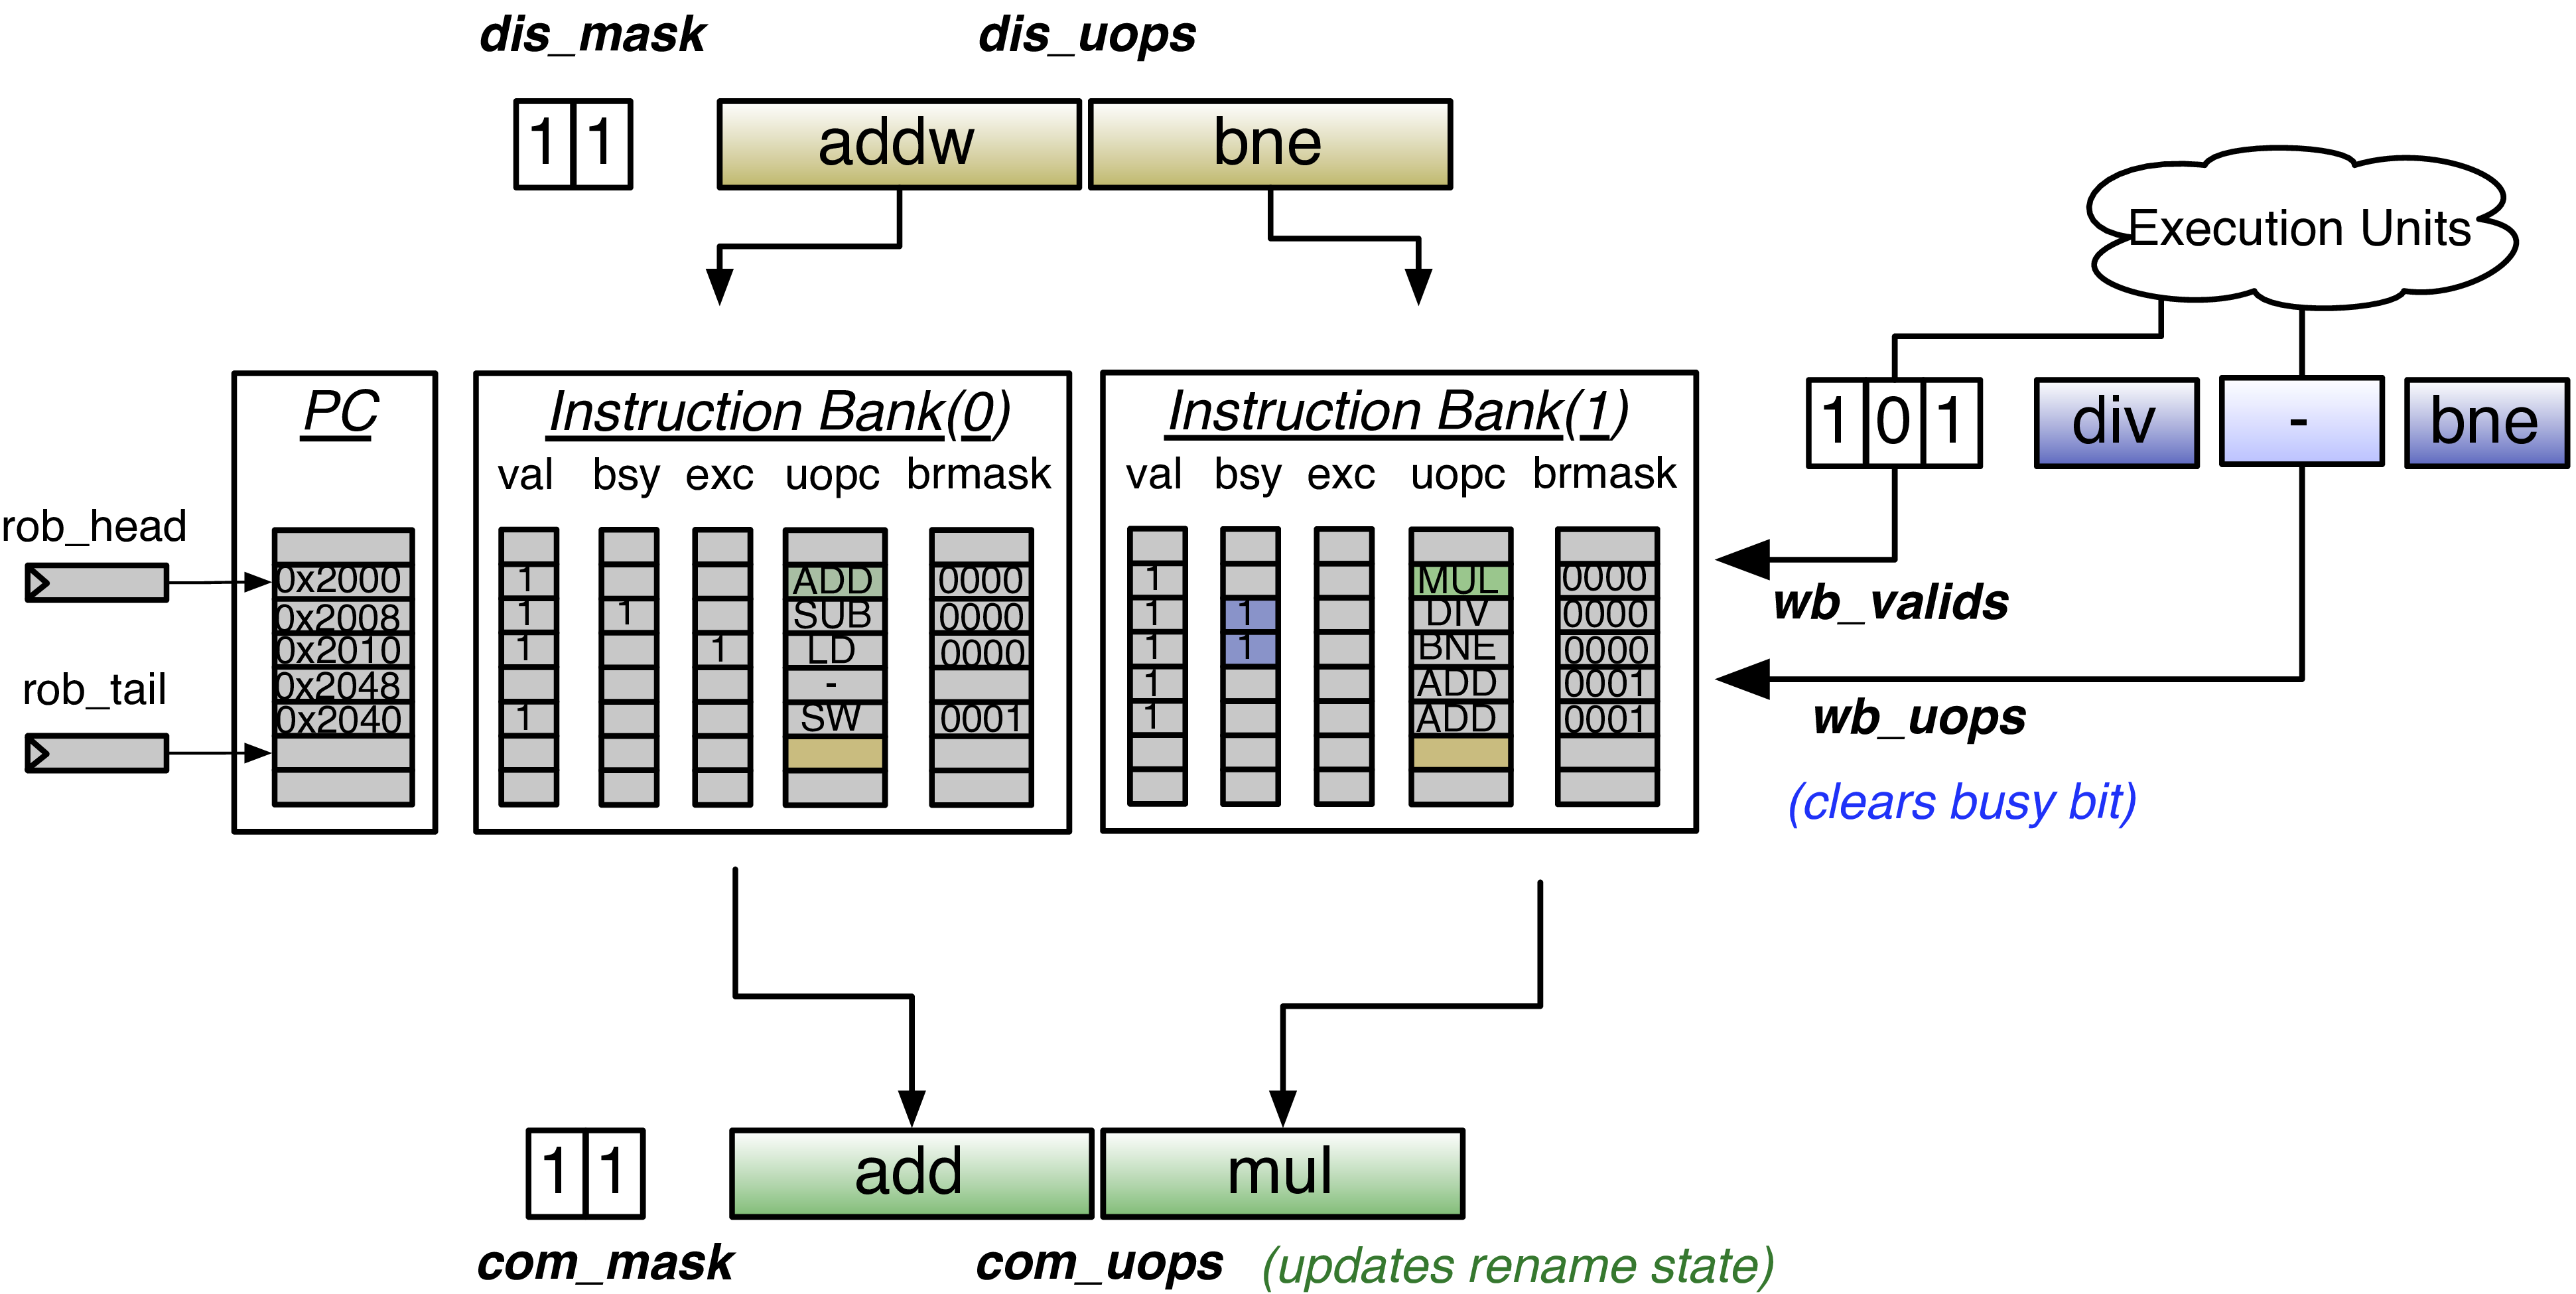 dis_mask dis_uops
1 1 addw bne
Execution Units
PC
Instruction Bank(0)
Instruction Bank(1)
1 0 1 div - bne
val bsy exc uopc brmask
val bsy exc uopc brmask
rob_head
0x2000 1 ADD 0000 1 MUL 0000
0x2008 1 1 SUB 0000 1 1 DIV 0000
0x2010 1 1 LD 0000 1 1 BNE 0000
0x2048 - 1 ADD 0001
0x2040 1 SW 0001 1 ADD 0001
rob_tail
wb_valids
wb_uops
(clears busy bit)
1 1 add mul
com_mask com_uops (updates rename state)